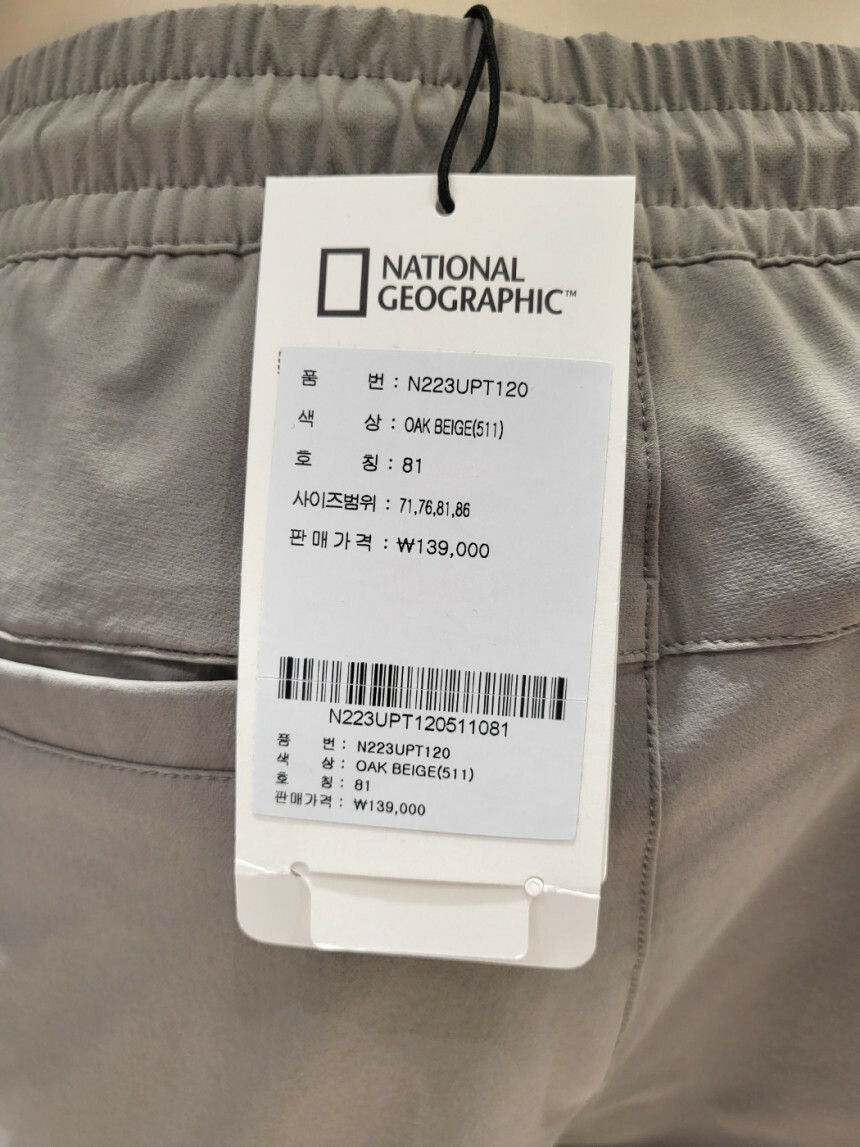 NATIONAL
GEOGRAPHIC™
품 번 : N223UPT120
색 상 : OAK BEIGE(511)
호 칭 : 81
사이즈범위 : 71,76,81,86
판매가격 : ₩139,000
N223UPT120511081
품 번 : N223UPT120
색 상 : OAK BEIGE(511)
호 칭 : 81
판매가격 : ₩139,000